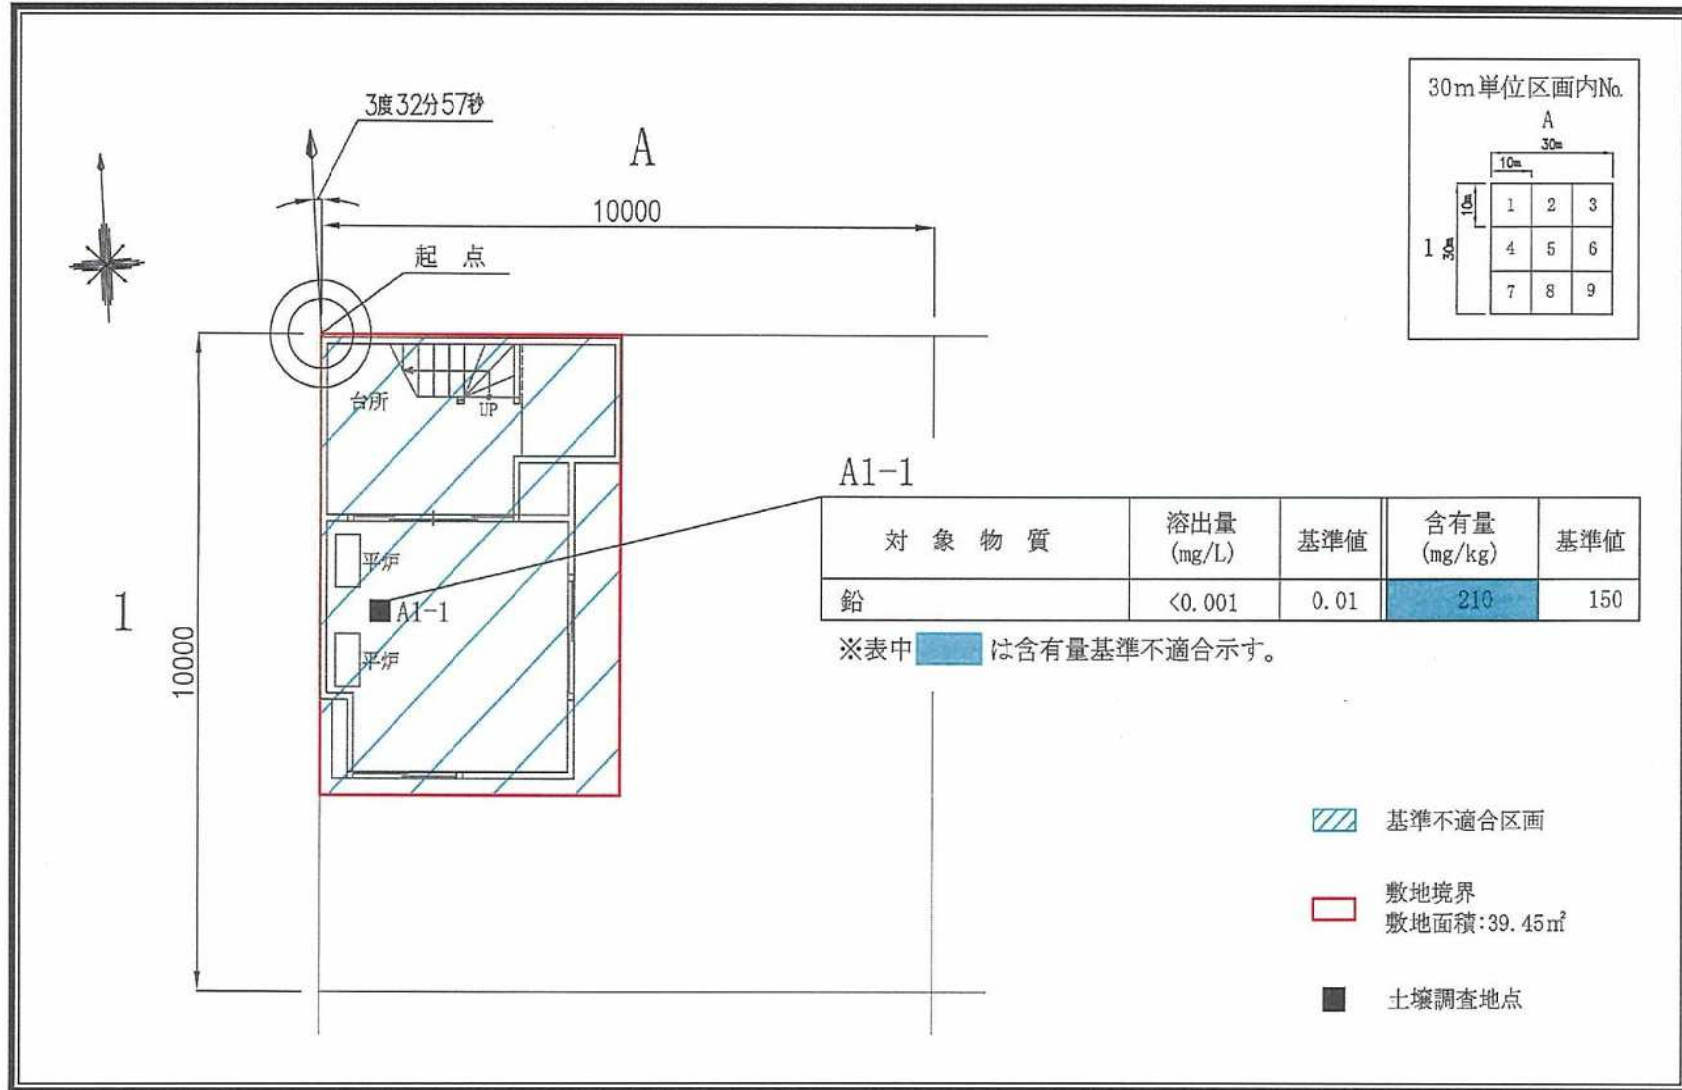 3度32分57秒
A
10000
起 点
30m単位区画内No.
A
30m
10m
10m
1
30m
1 2 3
4 5 6
7 8 9
台所
UP
平炉
A1-1
平炉
1
10000
A1-1
対 象 物 質 溶出量 (mg/L) 基準値 含有量 (mg/kg) 基準値
鉛 <0.001 0.01 210 150
※表中 は含有量基準不適合示す。
基準不適合区画
敷地境界
敷地面積:39.45㎡
土壌調査地点